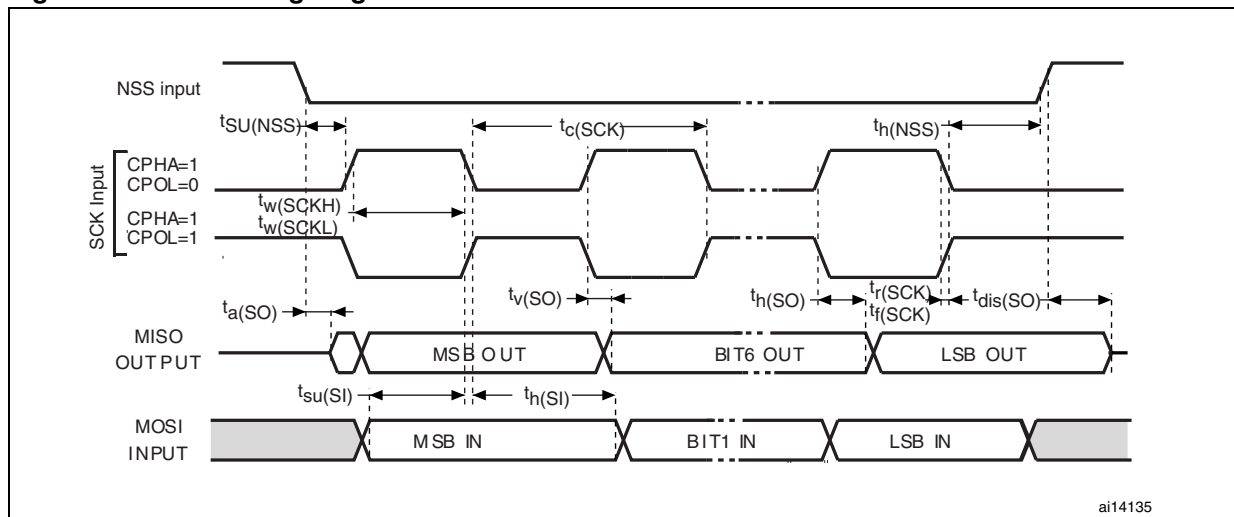 NSS input
tSU(NSS)
tc(SCK)
th(NSS)
SCK Input
CPHA=1
CPOL=0
tw(SCKH)
tw(SCKL)
CPHA=1
CPOL=1
ta(SO)
tv(SO)
th(SO)
tr(SCK)
tf(SCK)
tdis(SO)
MISO
OUTPUT
MSB OUT
BIT6 OUT
LSB OUT
tsu(SI)
th(SI)
MOSI
INPUT
MSB IN
BIT1 IN
LSB IN
ai14135